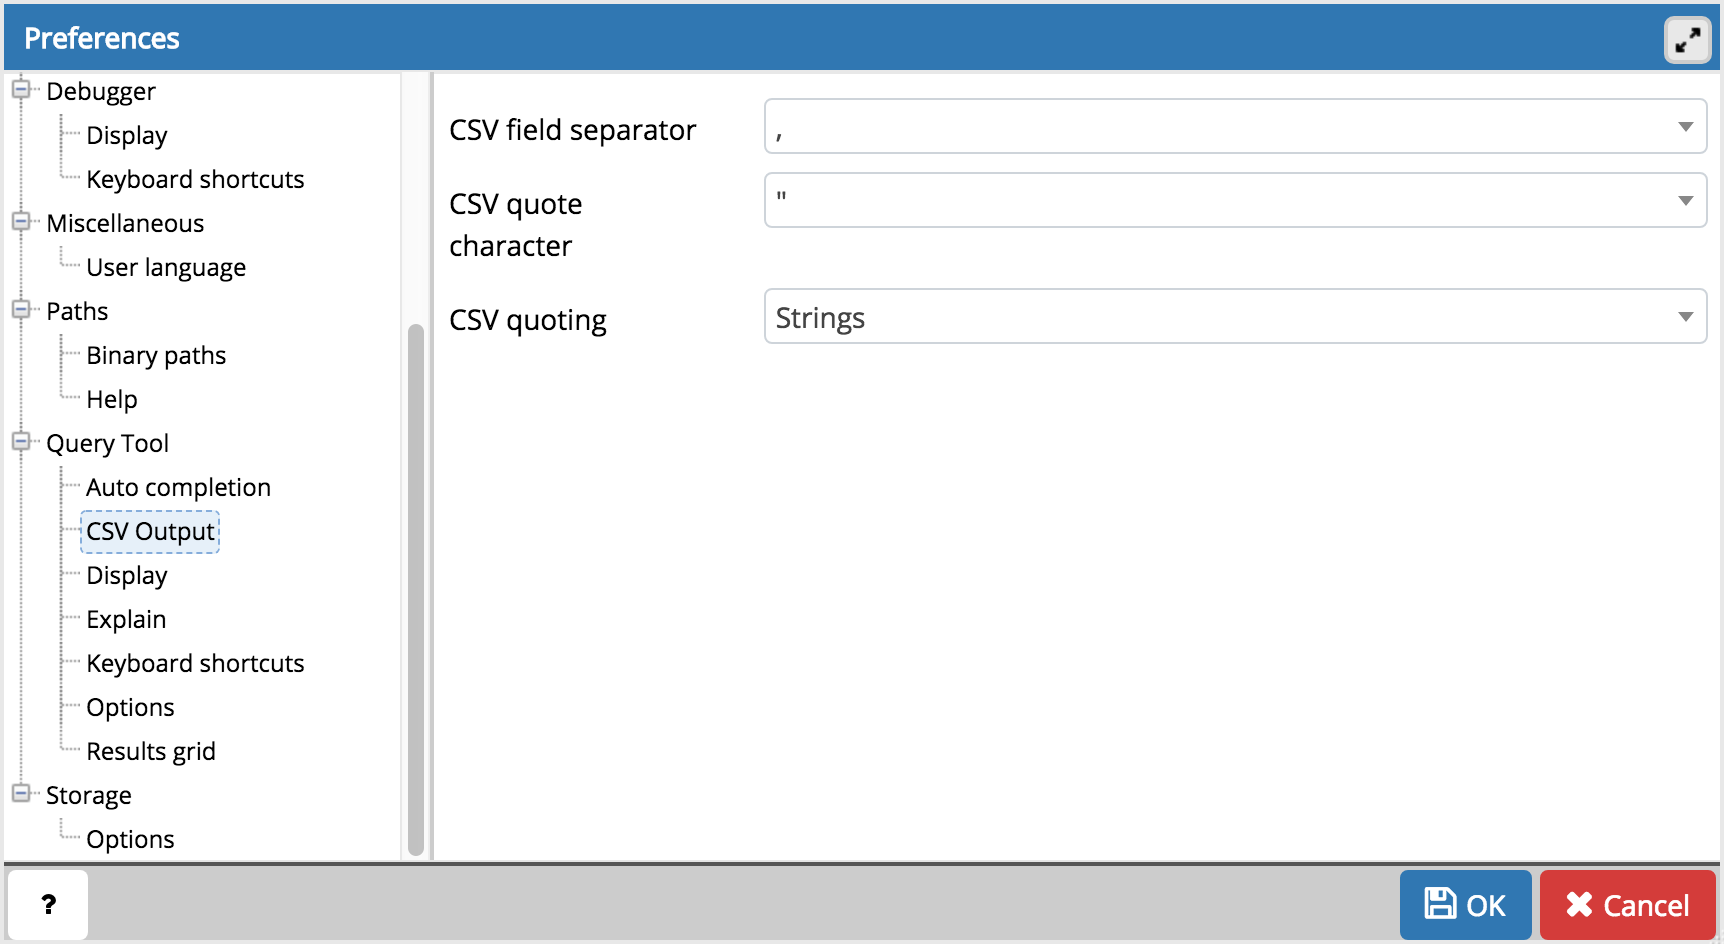 Preferences
Debugger
Display
Keyboard shortcuts
Miscellaneous
User language
Paths
Binary paths
Help
Query Tool
Auto completion
CSV Output
Display
Explain
Keyboard shortcuts
Options
Results grid
Storage
Options
CSV field separator
,
CSV quote
character
"
CSV quoting
Strings
?
OK
Cancel